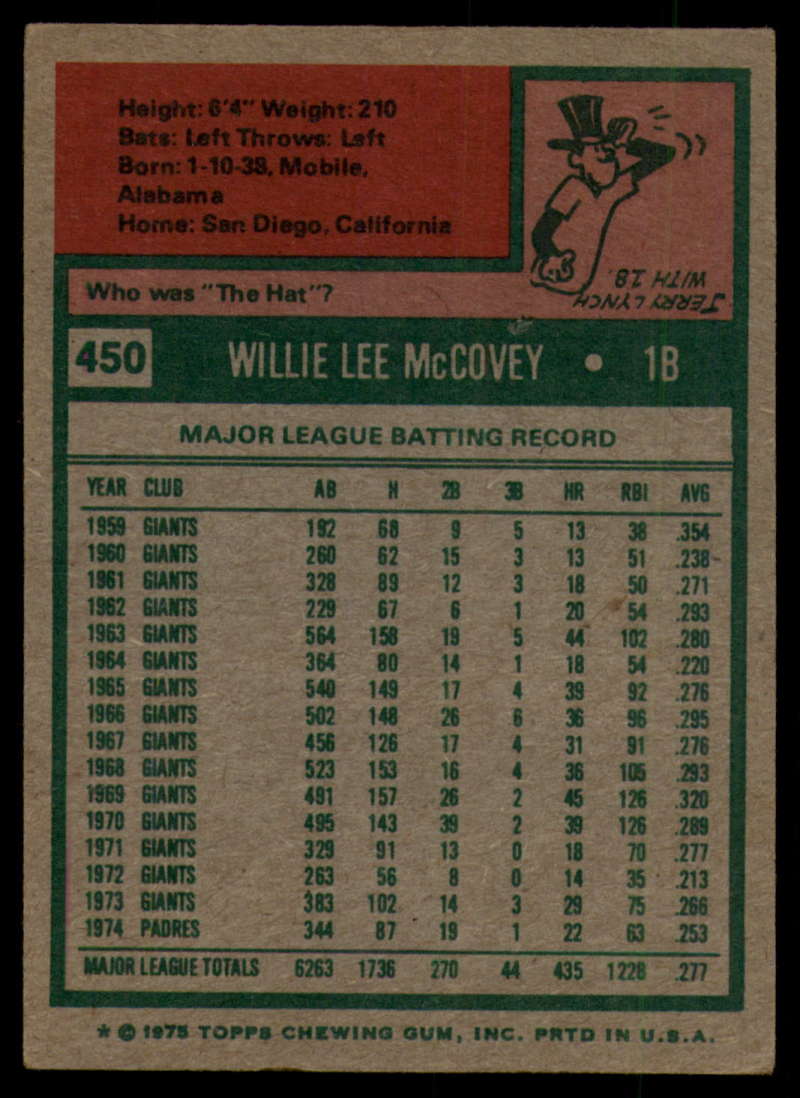 Height: 6'4" Weight: 210
Bats: Left Throws: Left
Born: 1-10-38, Mobile,
Alabama
Home: San Diego, California
Who was "The Hat"?
JERRY LYNCH
WITH 18.
450 WILLIE LEE McCOVEY • 1B
MAJOR LEAGUE BATTING RECORD
YEAR CLUB AB H 2B 3B HR RBI AVG
1959 GIANTS 192 68 9 5 13 38 .354
1960 GIANTS 260 62 15 3 13 51 .238
1961 GIANTS 328 89 12 3 18 50 .271
1962 GIANTS 229 67 6 1 20 54 .293
1963 GIANTS 564 158 19 5 44 102 .280
1964 GIANTS 364 80 14 1 18 54 .220
1965 GIANTS 540 149 17 4 39 92 .276
1966 GIANTS 502 148 26 6 36 96 .295
1967 GIANTS 456 126 17 4 31 91 .276
1968 GIANTS 523 153 16 4 36 105 .293
1969 GIANTS 491 157 26 2 45 126 .320
1970 GIANTS 495 143 39 2 39 126 .289
1971 GIANTS 329 91 13 0 18 70 .277
1972 GIANTS 263 56 8 0 14 35 .213
1973 GIANTS 383 102 14 3 29 75 .266
1974 PADRES 344 87 19 1 22 63 .253
MAJOR LEAGUE TOTALS 6263 1736 270 44 435 1228 .277
* © 1975 TOPPS CHEWING GUM, INC. PRTD IN U.S.A.